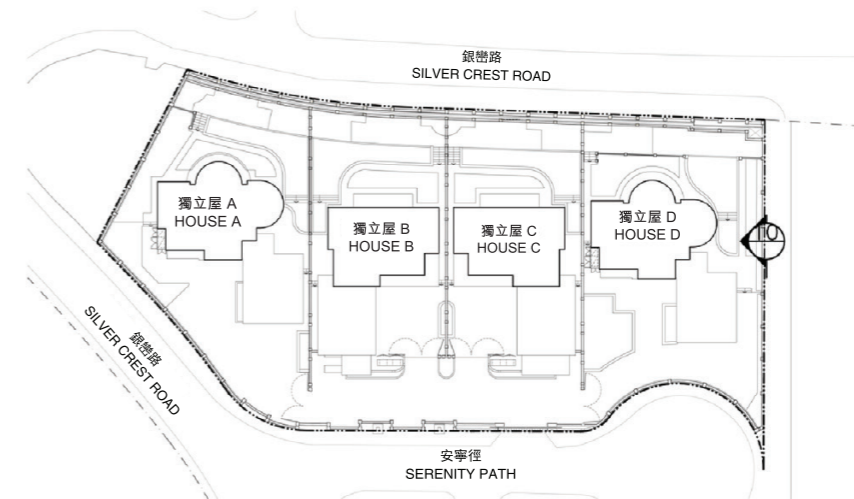 銀巒路
SILVER CREST ROAD
獨立屋 A
HOUSE A
獨立屋 B
HOUSE B
獨立屋 C
HOUSE C
獨立屋 D
HOUSE D
銀巒路
SILVER CREST ROAD
安寧徑
SERENITY PATH